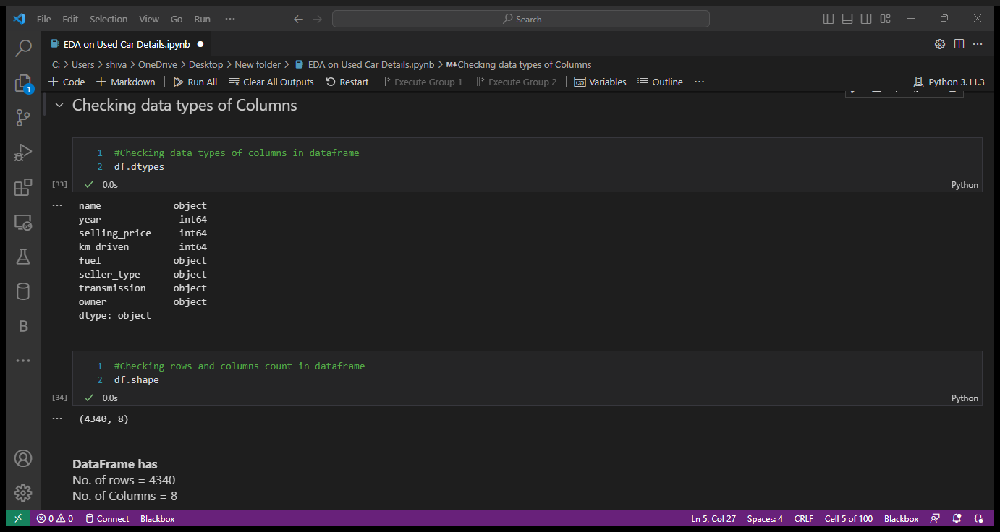 File Edit Selection View Go Run ··· Search
EDA on Used Car Details.ipynb
C: > Users > shiva > OneDrive > Desktop > New folder > EDA on Used Car Details.ipynb > M↓Checking data types of Columns
+ Code + Markdown | Run All Clear All Outputs Restart Execute Group 1 Execute Group 2 | Variables Outline ··· Python 3.11.3
1
Checking data types of Columns
1 #Checking data types of columns in dataframe
2 df.dtypes
[33] 0.0s Python
··· name object
year int64
selling_price int64
km_driven int64
fuel object
seller_type object
transmission object
owner object
dtype: object
B
1 #Checking rows and columns count in dataframe
2 df.shape
[34] 0.0s Python
··· (4340, 8)
DataFrame has
No. of rows = 4340
No. of Columns = 8
0 0 Connect Blackbox Ln 5, Col 27 Spaces: 4 CRLF Cell 5 of 100 Blackbox